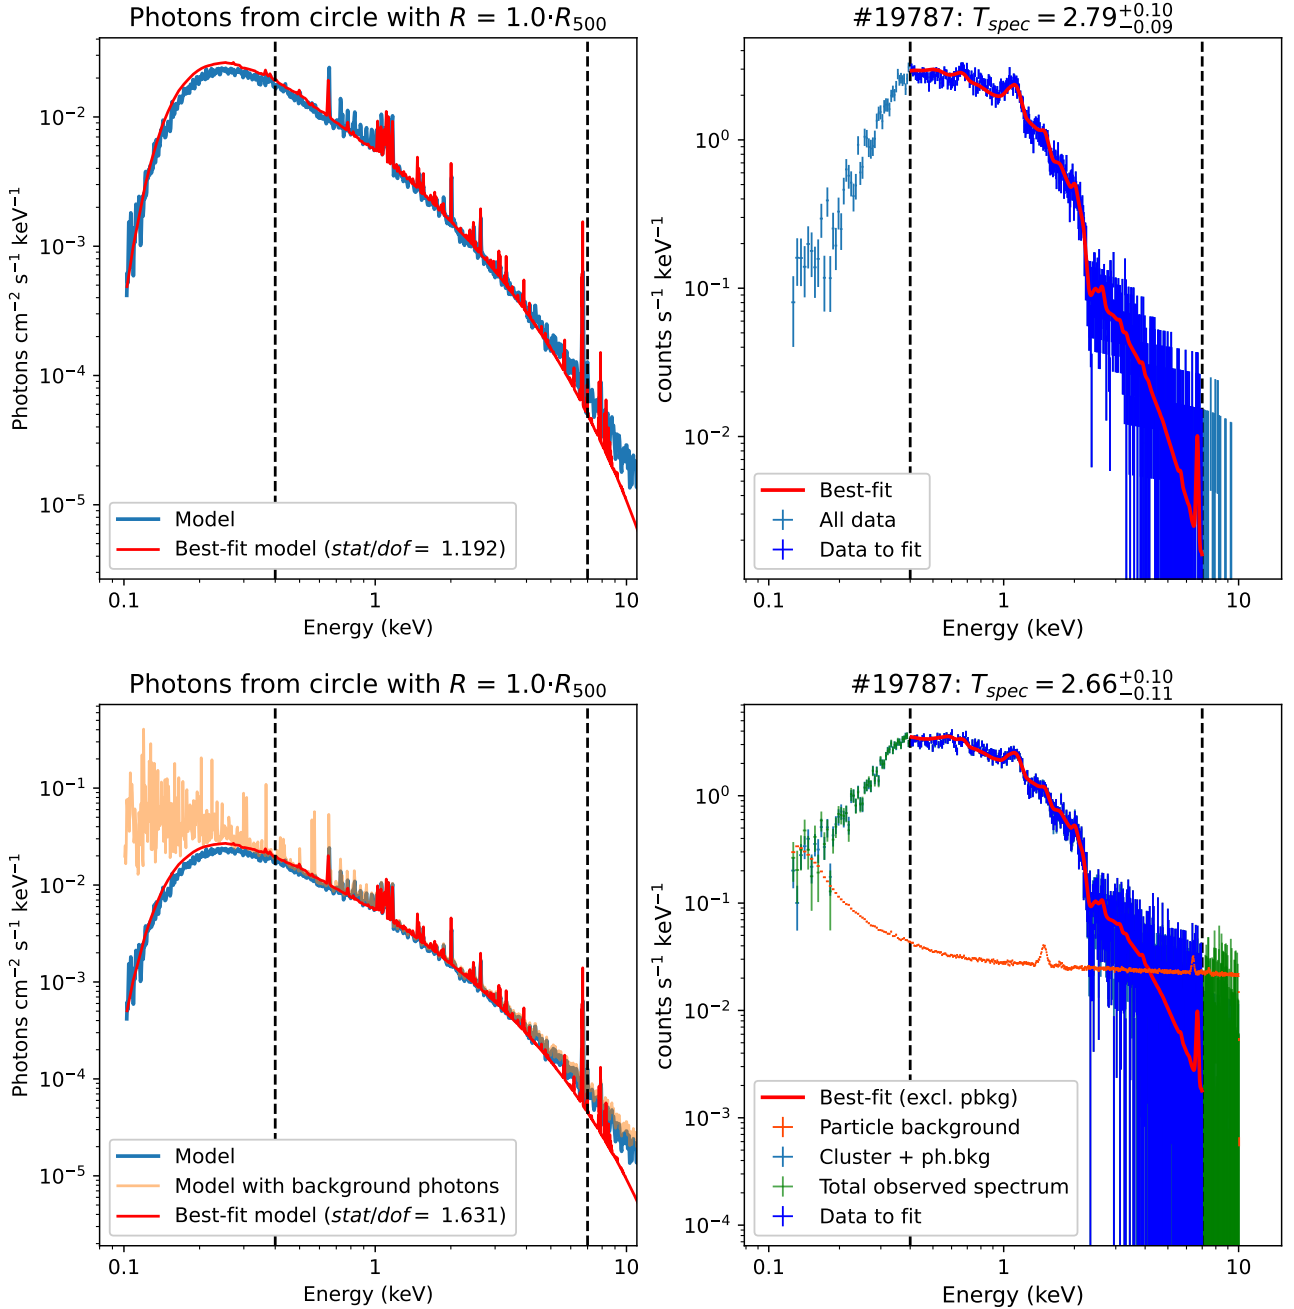 Photons from circle with R = 1.0·R500
Photons cm−2 s−1 keV−1
10−2
10−3
10−4
10−5
Model
Best-fit model (stat/dof = 1.192)
0.1 1 10
Energy (keV)
#19787: Tspec = 2.79+0.10−0.09
counts s−1 keV−1
100
10−1
10−2
Best-fit
All data
Data to fit
0.1 1 10
Energy (keV)
Photons from circle with R = 1.0·R500
Photons cm−2 s−1 keV−1
10−1
10−2
10−3
10−4
10−5
Model
Model with background photons
Best-fit model (stat/dof = 1.631)
0.1 1 10
Energy (keV)
#19787: Tspec = 2.66+0.10−0.11
counts s−1 keV−1
100
10−1
10−2
10−3
10−4
Best-fit (excl. pbkg)
Particle background
Cluster + ph.bkg
Total observed spectrum
Data to fit
0.1 1 10
Energy (keV)